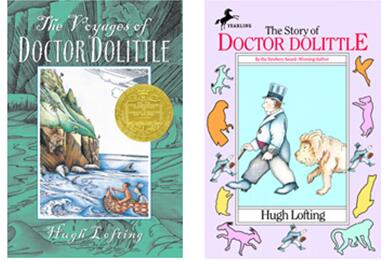 The Voyages of
DOCTOR DOLITTLE
Hugh Lofting
YEARLING
The Story of
DOCTOR DOLITTLE
By the Newbery Award-Winning Author
Hugh Lofting